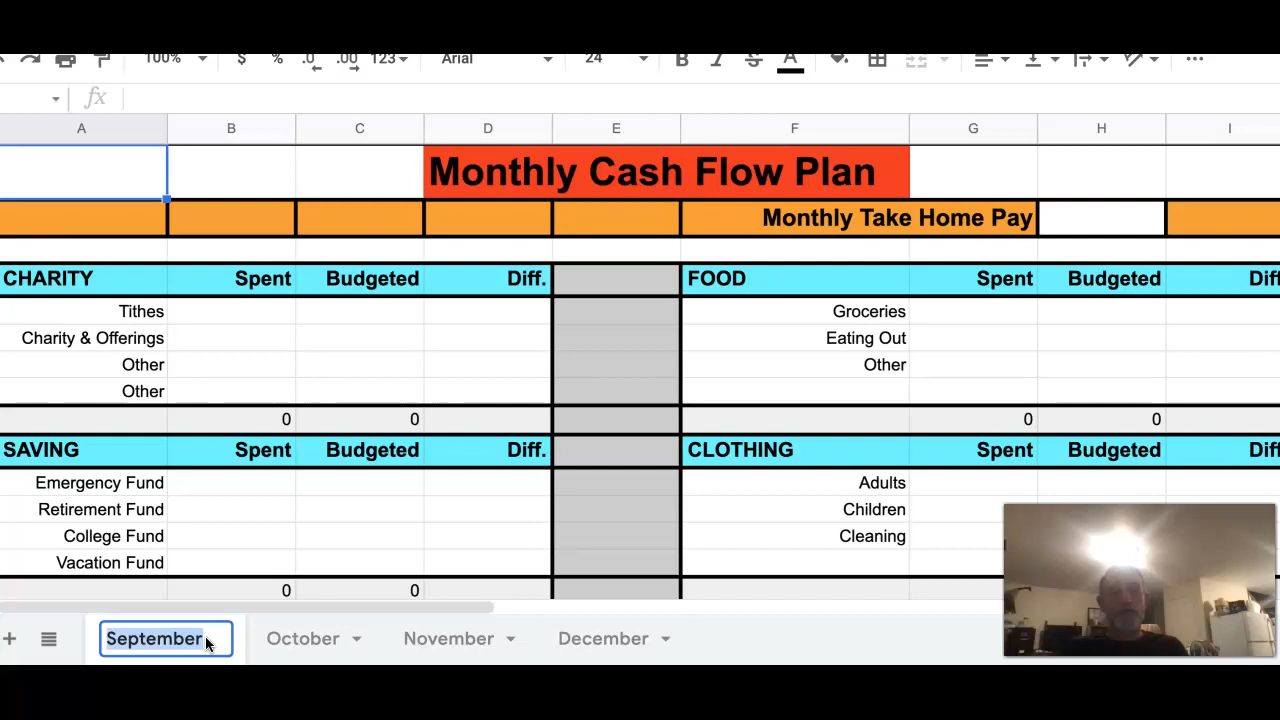 100% $ % .0 .00 123 Arial 24 B I S A
fx
A B C D E F G H I
Monthly Cash Flow Plan
Monthly Take Home Pay
CHARITY Spent Budgeted Diff. FOOD Spent Budgeted Diff
Tithes Groceries
Charity & Offerings Eating Out
Other Other
Other
0 0 0 0
SAVING Spent Budgeted Diff. CLOTHING Spent Budgeted Diff
Emergency Fund Adults
Retirement Fund Children
College Fund Cleaning
Vacation Fund
0 0
+ September October November December